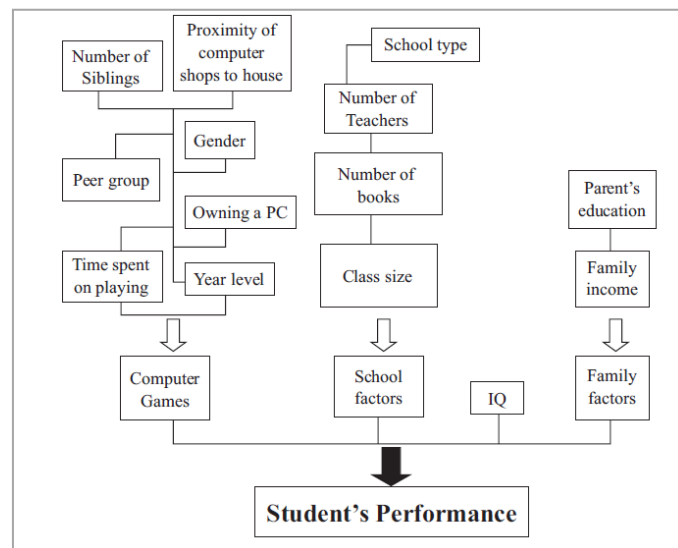 Number of
Siblings
Proximity of
computer
shops to house
School type
Number of
Teachers
Gender
Peer group
Number of
books
Parent's
education
Owning a PC
Time spent
on playing
Year level
Class size
Family
income
Computer
Games
School
factors
IQ
Family
factors
Student's Performance